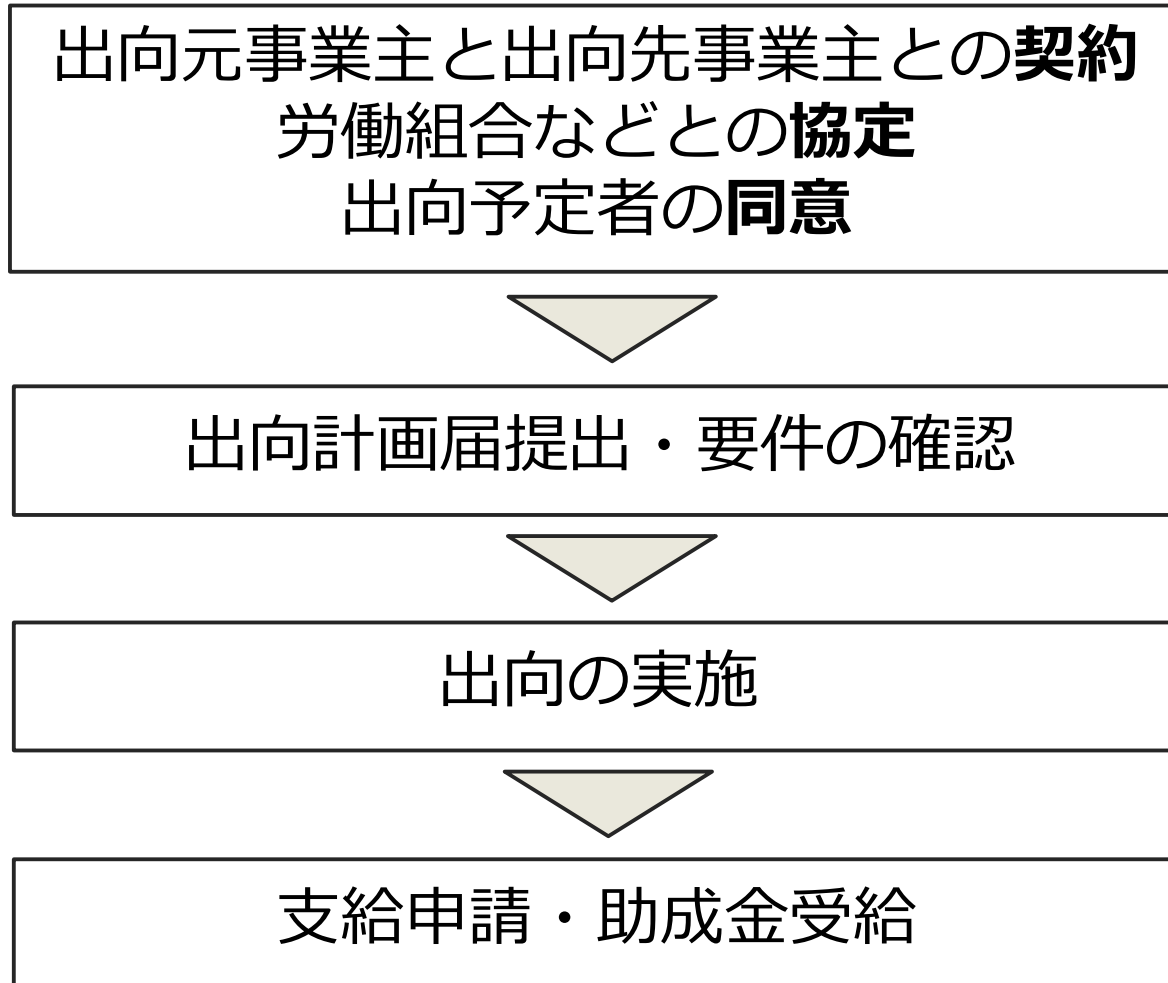 出向元事業主と出向先事業主との契約
労働組合などとの協定
出向予定者の同意
出向計画届提出・要件の確認
出向の実施
支給申請・助成金受給